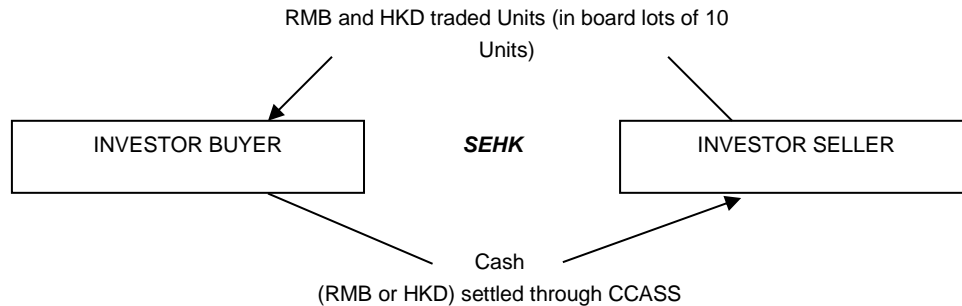 RMB and HKD traded Units (in board lots of 10
Units)
INVESTOR BUYER
SEHK
INVESTOR SELLER
Cash
(RMB or HKD) settled through CCASS